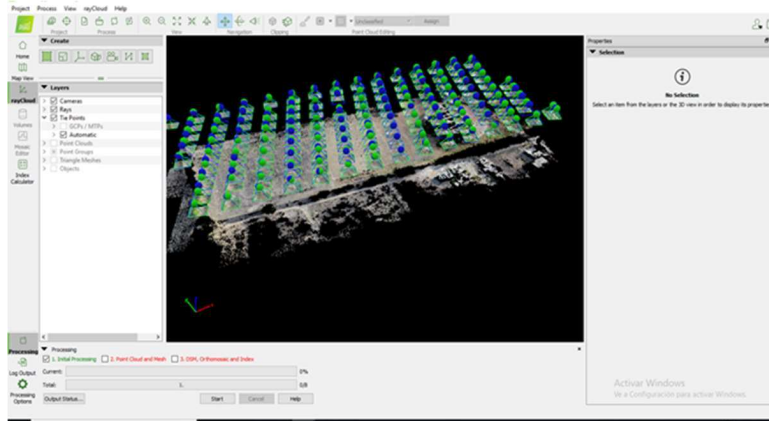 Project Process View rayCloud Help
Project Process View Navigation Clipping Point Cloud Editing
Unclassified Assign
Home
Map View
rayCloud
Volumes
Mosaic
Editor
Index
Calculator
Create
Layers
Cameras
Rays
Tie Points
GCPs / MTPs
Automatic
Point Clouds
Point Groups
Triangle Meshes
Objects
Properties
Selection
No Selection
Select an item from the layers or the 3D view in order to display its propertie
Processing
Log Output
Processing
Options
Processing
1. Initial Processing 2. Point Cloud and Mesh 3. DSM, Orthomosaic and Index
Current: 0%
Total: 1. 0/8
Output Status... Start Cancel Help
Activar Windows
Ve a Configuración para activar Windows.